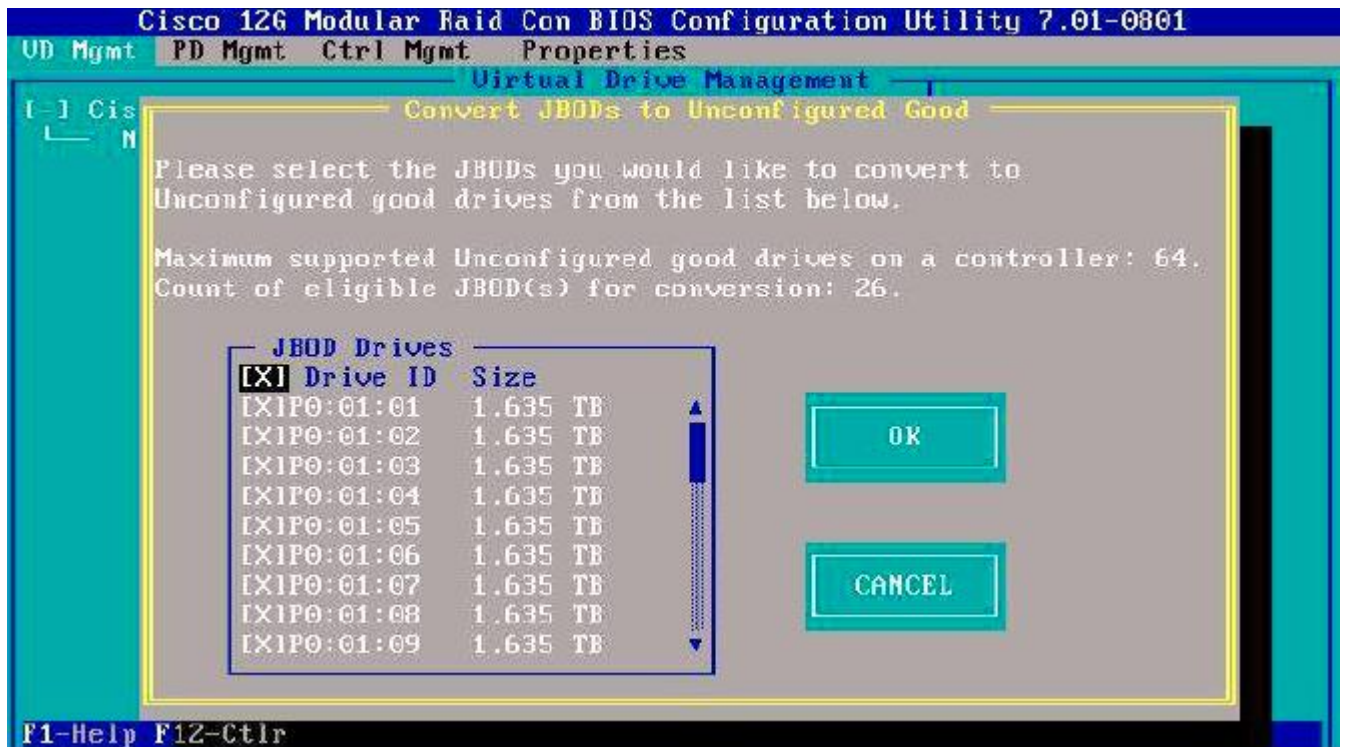 Cisco 12G Modular Raid Con BIOS Configuration Utility 7.01-0801
VD Mgmt PD Mgmt Ctrl Mgmt Properties
Virtual Drive Management
[-] Cis
N
Convert JBODs to Unconfigured Good
Please select the JBODs you would like to convert to
Unconfigured good drives from the list below.
Maximum supported Unconfigured good drives on a controller: 64.
Count of eligible JBOD(s) for conversion: 26.
JBOD Drives
[X] Drive ID Size
[X]P0:01:01 1.635 TB
[X]P0:01:02 1.635 TB
[X]P0:01:03 1.635 TB
[X]P0:01:04 1.635 TB
[X]P0:01:05 1.635 TB
[X]P0:01:06 1.635 TB
[X]P0:01:07 1.635 TB
[X]P0:01:08 1.635 TB
[X]P0:01:09 1.635 TB
OK
CANCEL
F1-Help F12-Ctlr